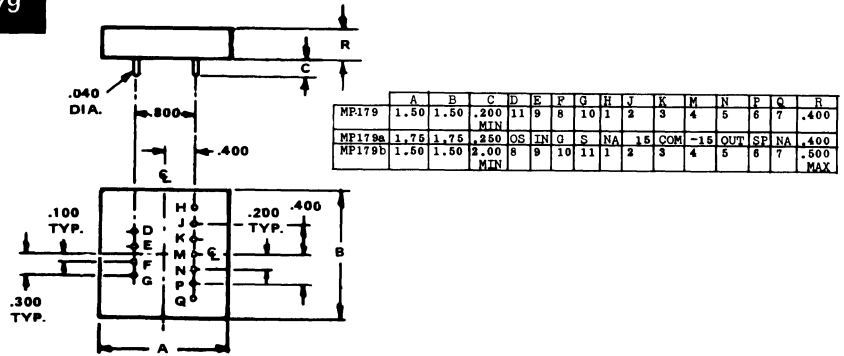 79
R
C
.040
DIA.
.800
.400
℄
A B C D E F G H J K M N P Q R
MP179 1.50 1.50 .200 MIN 11 9 8 10 1 2 3 4 5 6 7 .400
MP179a 1.75 1.75 .250 OS IN G S NA 15 COM -15 OUT SP NA .400
MP179b 1.50 1.50 2.00 MIN 8 9 10 11 1 2 3 4 5 6 7 .500 MAX
.100
TYP.
D
E
F
G
.300
TYP.
H
J
K
M
N
P
Q
℄
.200
TYP.
.400
B
A